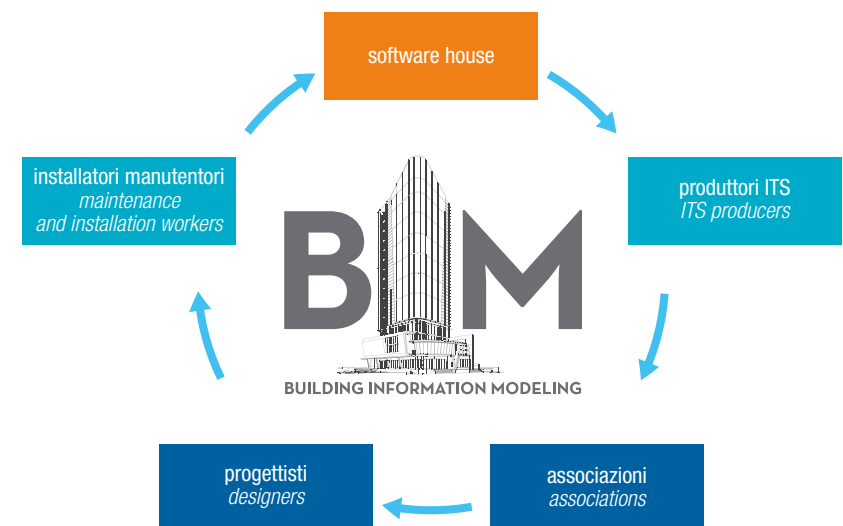 software house
installatori manutentori
maintenance
and installation workers
produttori ITS
ITS producers
BIM
BUILDING INFORMATION MODELING
progettisti
designers
associazioni
associations